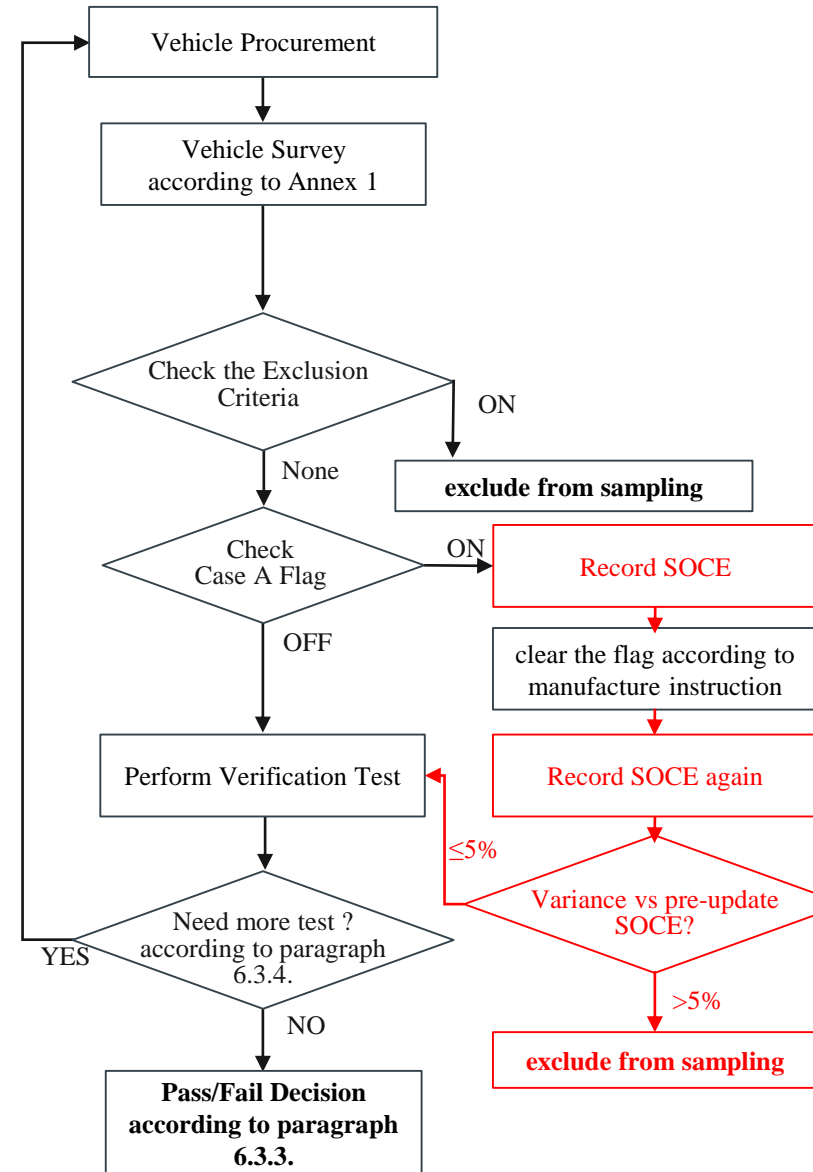 Vehicle Procurement
Vehicle Survey
according to Annex 1
Check the Exclusion
Criteria
ON
None
exclude from sampling
Check
Case A Flag
ON
Record SOCE
OFF
clear the flag according to
manufacture instruction
Perform Verification Test
Record SOCE again
≤5%
Variance vs pre-update
SOCE?
Need more test ?
according to paragraph
6.3.4.
YES
>5%
NO
exclude from sampling
Pass/Fail Decision
according to paragraph
6.3.3.